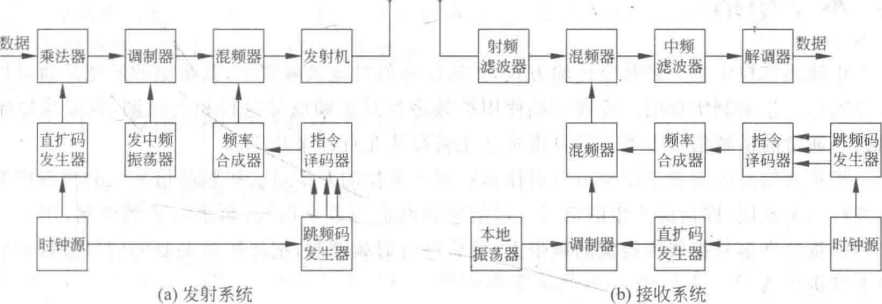 数据
乘法器
调制器
混频器
发射机
直扩码
发生器
发中频
振荡器
频率
合成器
指令
译码器
时钟源
跳频码
发生器
(a) 发射系统
射频
滤波器
混频器
中频
滤波器
解调器
数据
混频器
频率
合成器
指令
译码器
跳频码
发生器
本地
振荡器
调制器
直扩码
发生器
时钟源
(b) 接收系统